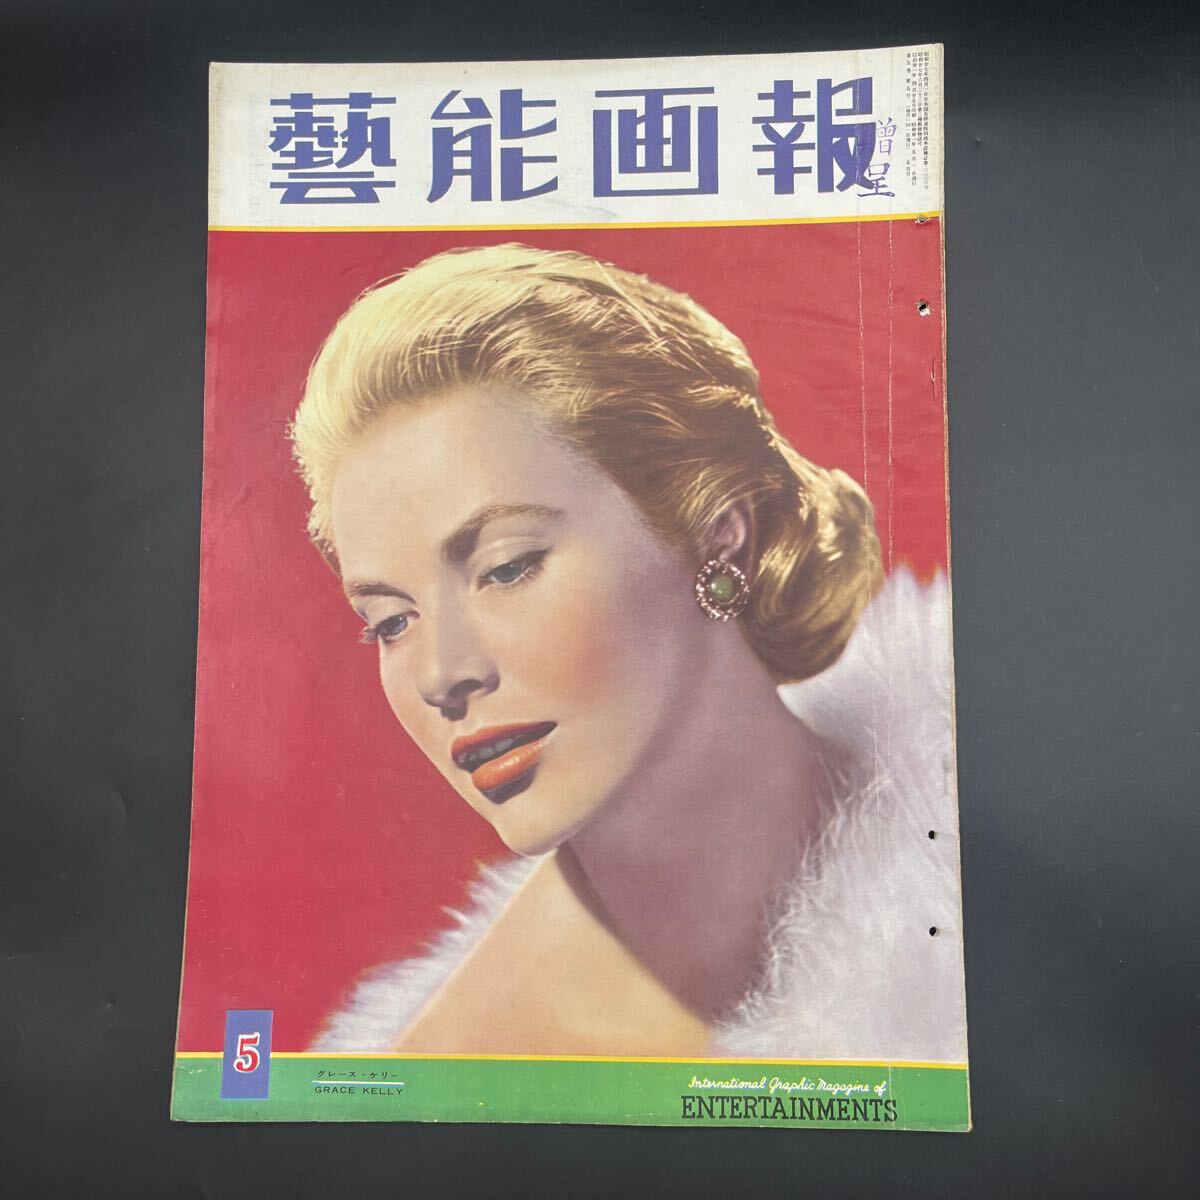 藝能画報
贈呈
5
グレース・ケリー
GRACE KELLY
International Graphic Magazine of
ENTERTAINMENTS